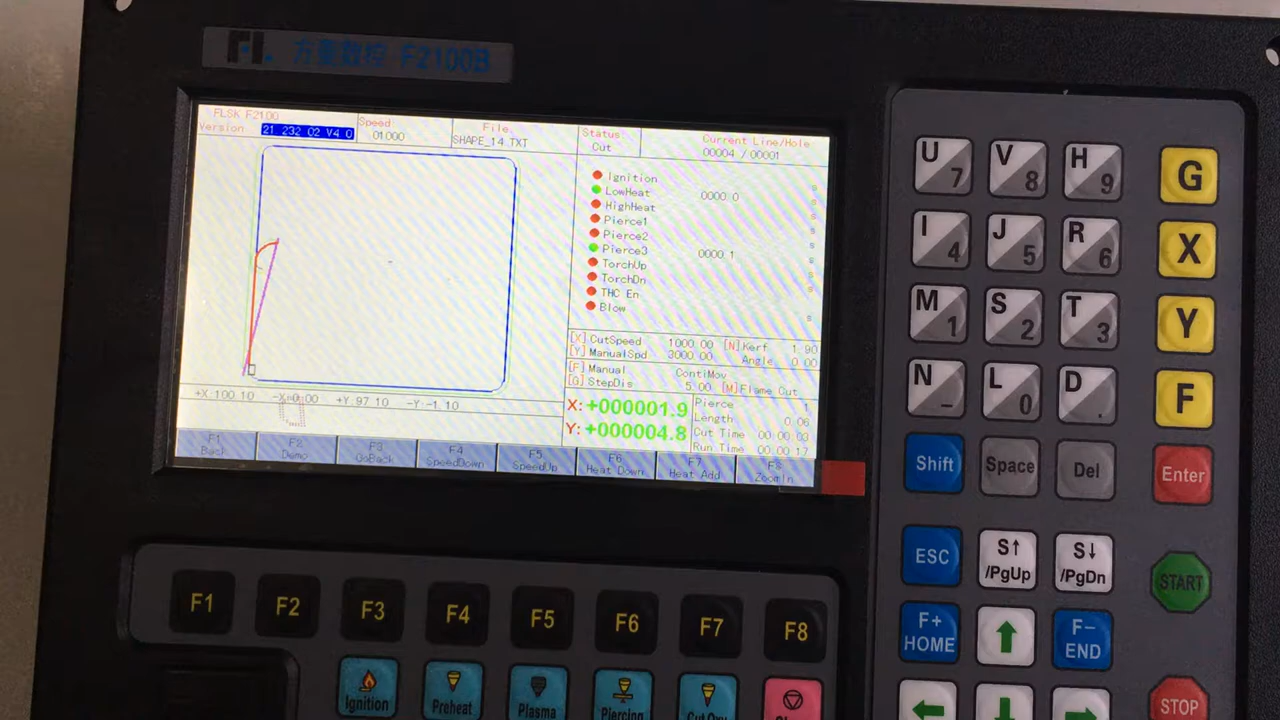 方菱数控 F2100B
FLSK F2100
Version 21 232 02 V4 0
Speed 01000
File. SHAPE_14.TXT
Status Cut
Current Line/Hole
00004 / 00001
Ignition s
LowHeat 0000 0
HighHeat
Pierce1 s
Pierce2
Pierce3 0000 1
TorchUp
TorchDn s
THC En
Blow s
[X] CutSpeed 1000 00 [N] Kerf 1.90
[Y] ManualSpd 3000.00 Angle 0.00
[F] Manual ContiMov
[G] StepDis 5.00 [M] Flame Cut
X: +000001.9
Y: +000004.8
Pierce 1
Length 0.06
Cut Time 00:00:03
Run Time 00:00:17
+X:100.10 -X:0:00 +Y:97.10 -Y:-1.10
F1 Back
F2 Demo
F3 GoBack
F4 SpeedDown
F5 SpeedUp
F6 Heat Down
F7 Heat Add
F8 ZoomIn
U 7 V 8 H 9 G
I 4 J 5 R 6 X
M 1 S 2 T 3 Y
N _ L 0 D . F
Shift Space Del Enter
ESC S↑ /PgUp S↓ /PgDn START
F+ HOME ↑ F- END
← ↓ → STOP
F1 F2 F3 F4 F5 F6 F7 F8
Ignition Preheat Plasma Piercing